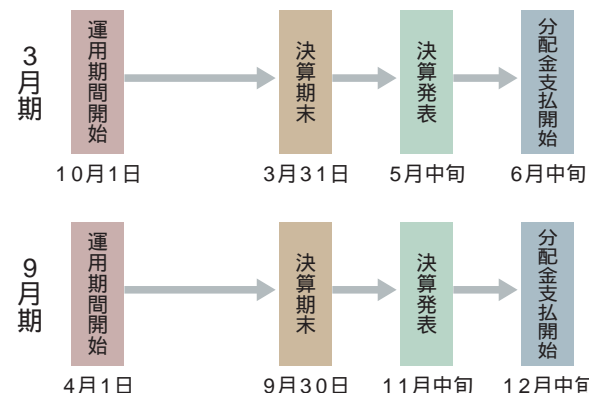 3月期
運用期間開始
決算期末
決算発表
分配金支払開始
10月1日
3月31日
5月中旬
6月中旬
9月期
運用期間開始
決算期末
決算発表
分配金支払開始
4月1日
9月30日
11月中旬
12月中旬